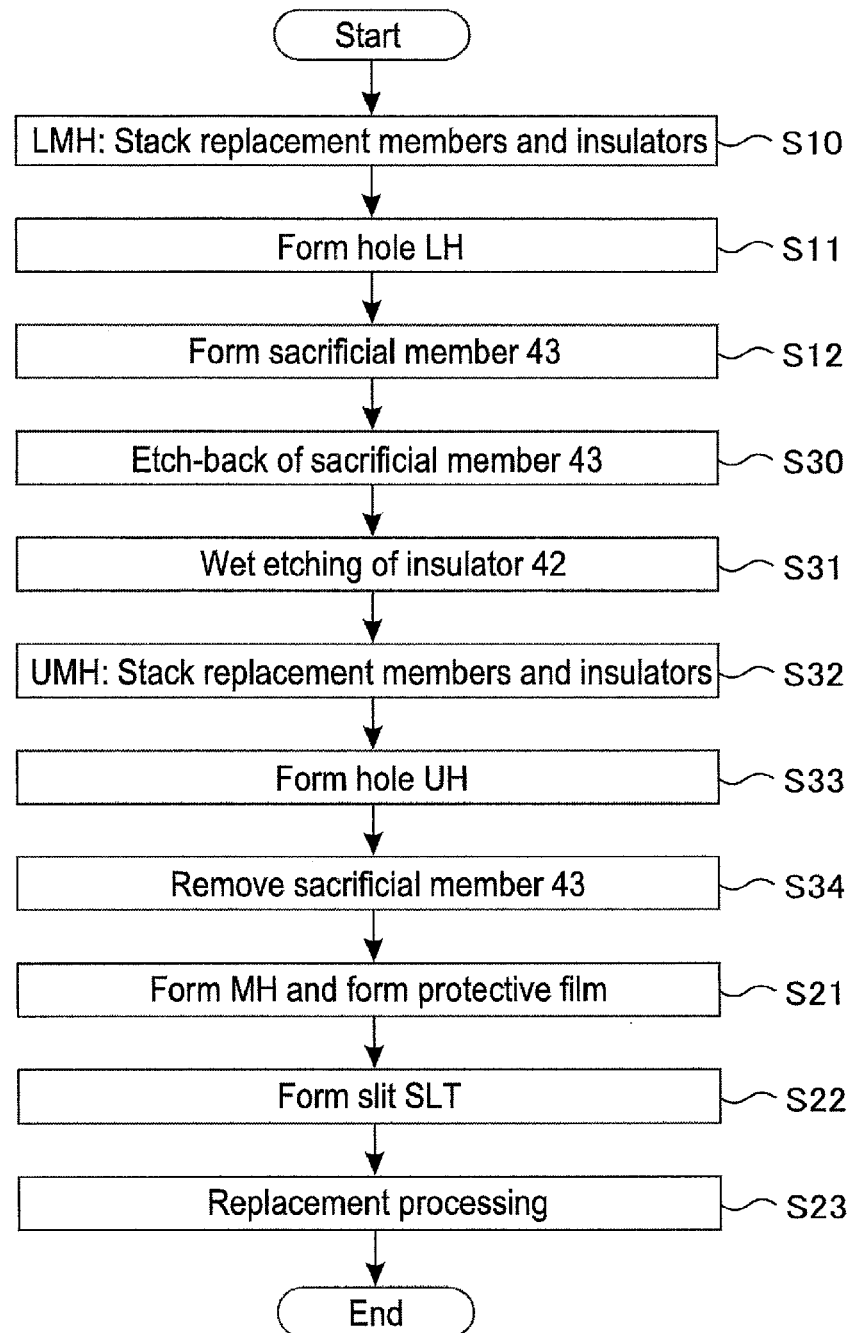 Start
LMH: Stack replacement members and insulators S10
Form hole LH S11
Form sacrificial member 43 S12
Etch-back of sacrificial member 43 S30
Wet etching of insulator 42 S31
UMH: Stack replacement members and insulators S32
Form hole UH S33
Remove sacrificial member 43 S34
Form MH and form protective film S21
Form slit SLT S22
Replacement processing S23
End